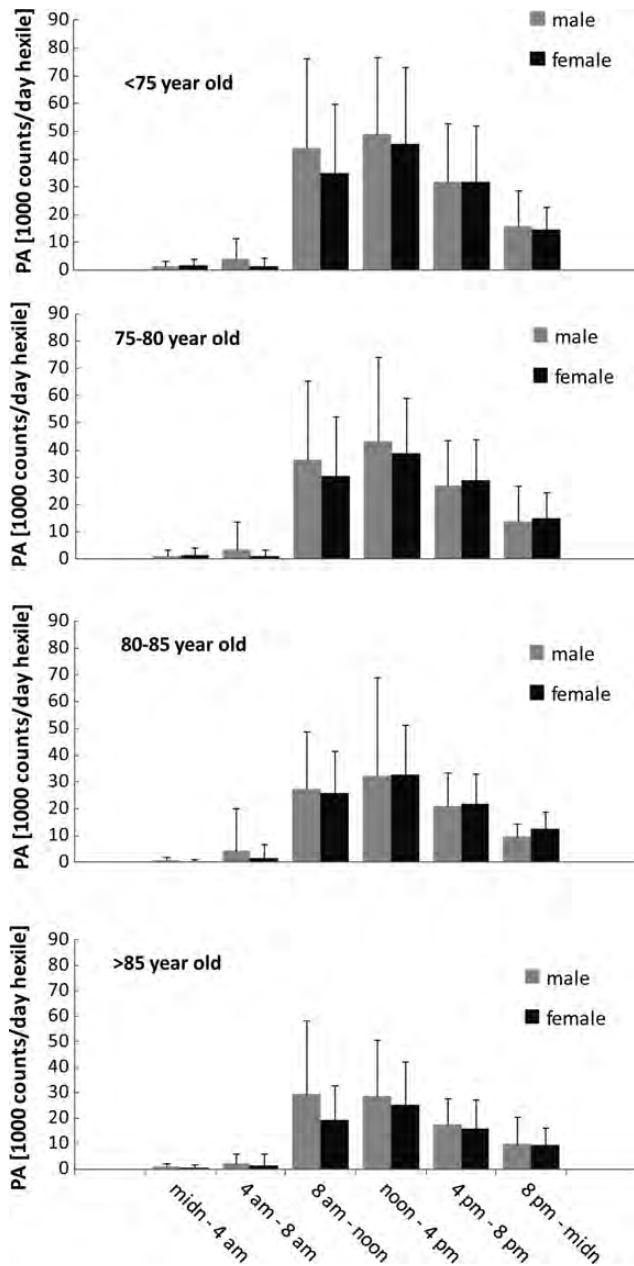 PA [1000 counts/day hexile]
90
80
70
60
50
40
30
20
10
0
<75 year old
male
female
PA [1000 counts/day hexile]
90
80
70
60
50
40
30
20
10
0
75-80 year old
male
female
PA [1000 counts/day hexile]
90
80
70
60
50
40
30
20
10
0
80-85 year old
male
female
PA [1000 counts/day hexile]
90
80
70
60
50
40
30
20
10
0
>85 year old
male
female
midn - 4 am
4 am - 8 am
8 am - noon
noon - 4 pm
4 pm - 8 pm
8 pm - midn